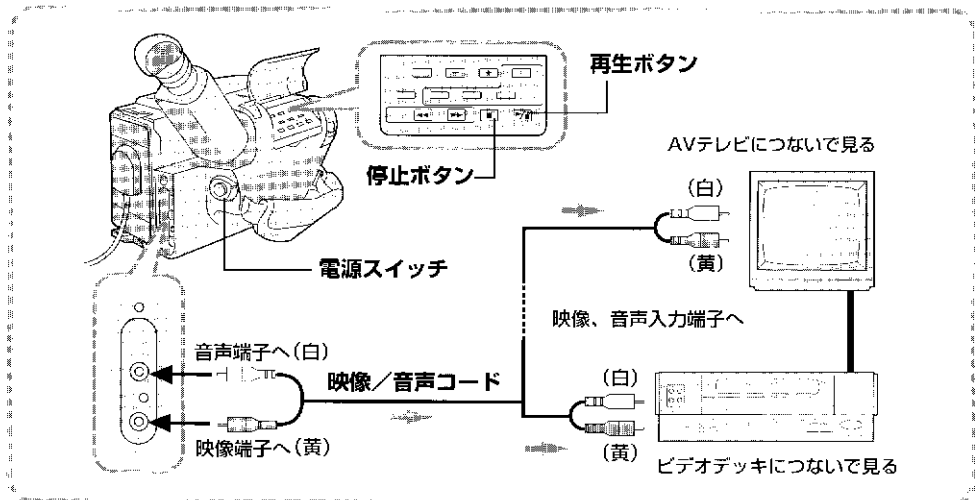 再生ボタン
停止ボタン
電源スイッチ
AVテレビにつないで見る
(白)
(黄)
映像、音声入力端子へ
音声端子へ(白)
映像/音声コード
映像端子へ(黄)
(白)
(黄)
ビデオデッキにつないで見る